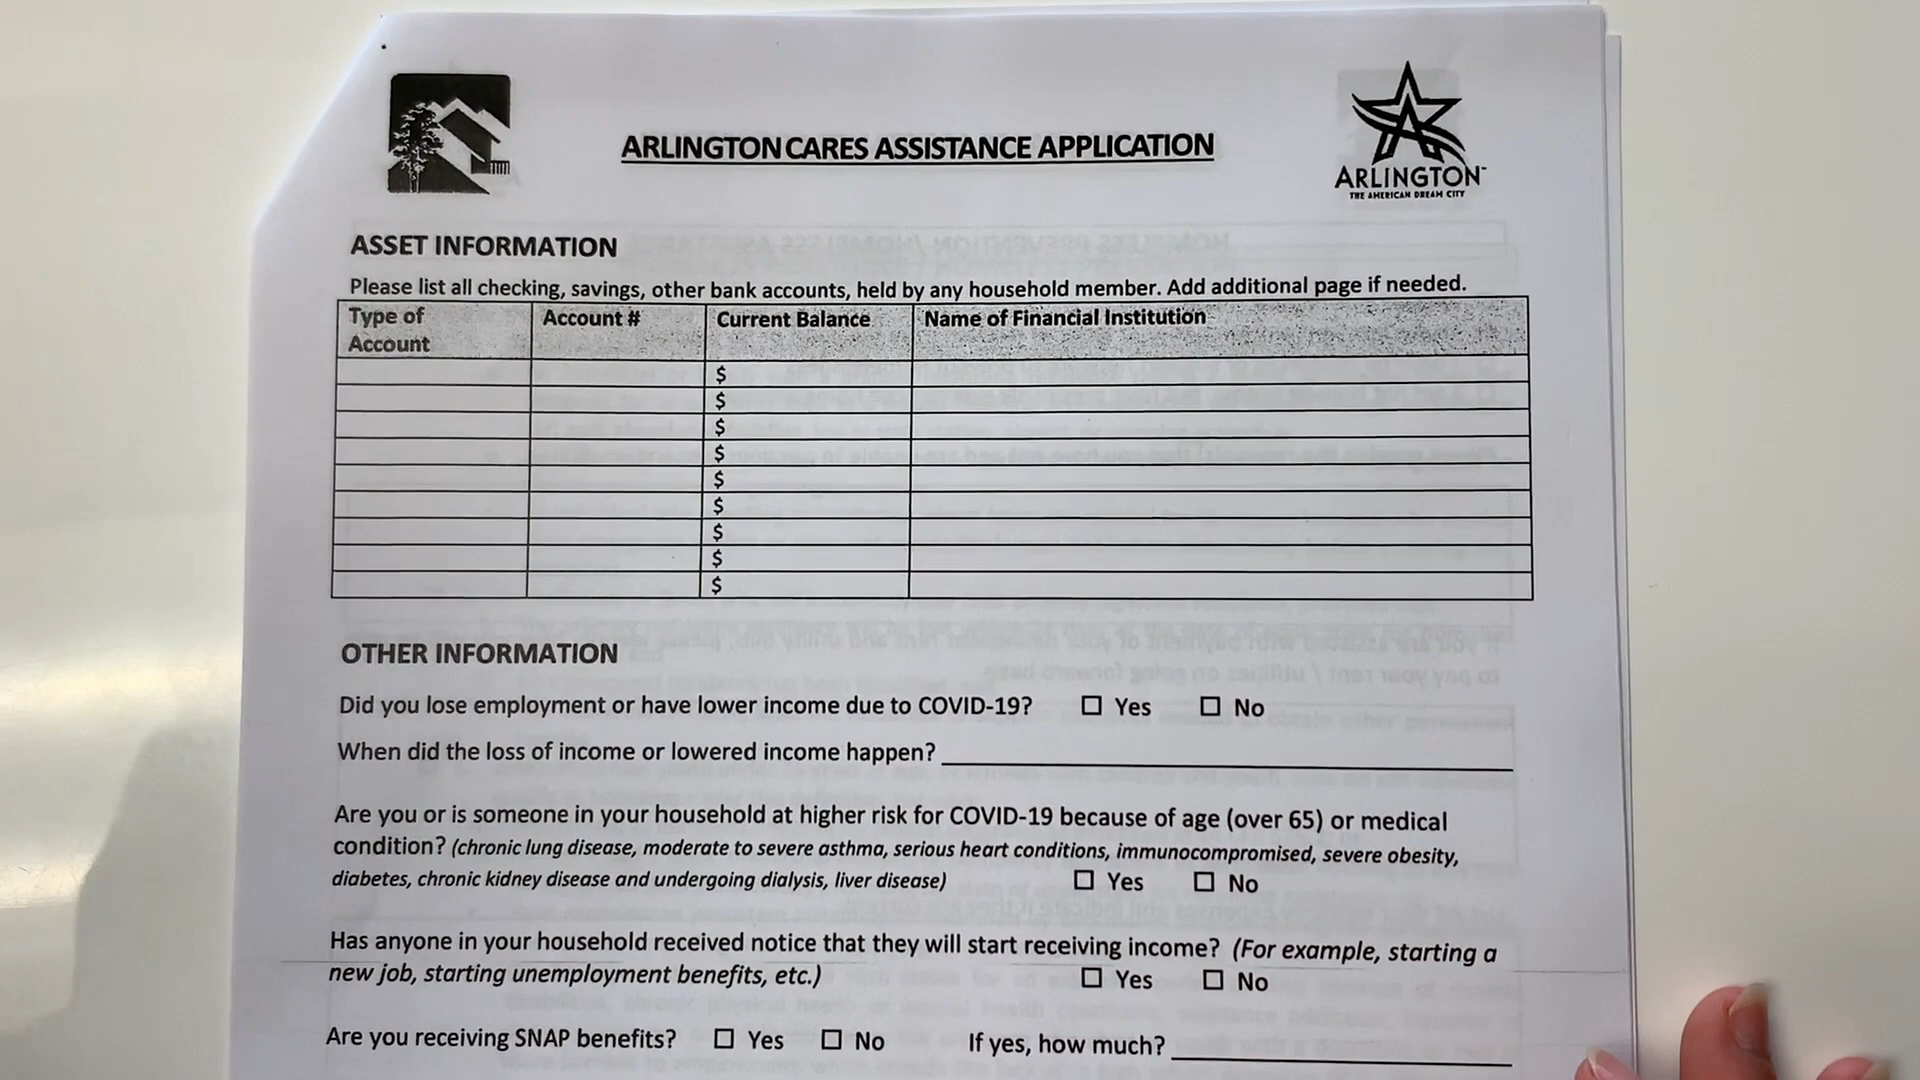 ARLINGTON CARES ASSISTANCE APPLICATION
ARLINGTON™
THE AMERICAN DREAM CITY
ASSET INFORMATION
Please list all checking, savings, other bank accounts, held by any household member. Add additional page if needed.
Type of Account # Current Balance Name of Financial Institution
Account
$
$
$
$
$
$
$
$
$
OTHER INFORMATION
Did you lose employment or have lower income due to COVID-19? ☐ Yes ☐ No
When did the loss of income or lowered income happen?
Are you or is someone in your household at higher risk for COVID-19 because of age (over 65) or medical
condition? (chronic lung disease, moderate to severe asthma, serious heart conditions, immunocompromised, severe obesity,
diabetes, chronic kidney disease and undergoing dialysis, liver disease) ☐ Yes ☐ No
Has anyone in your household received notice that they will start receiving income? (For example, starting a
new job, starting unemployment benefits, etc.) ☐ Yes ☐ No
Are you receiving SNAP benefits? ☐ Yes ☐ No If yes, how much?